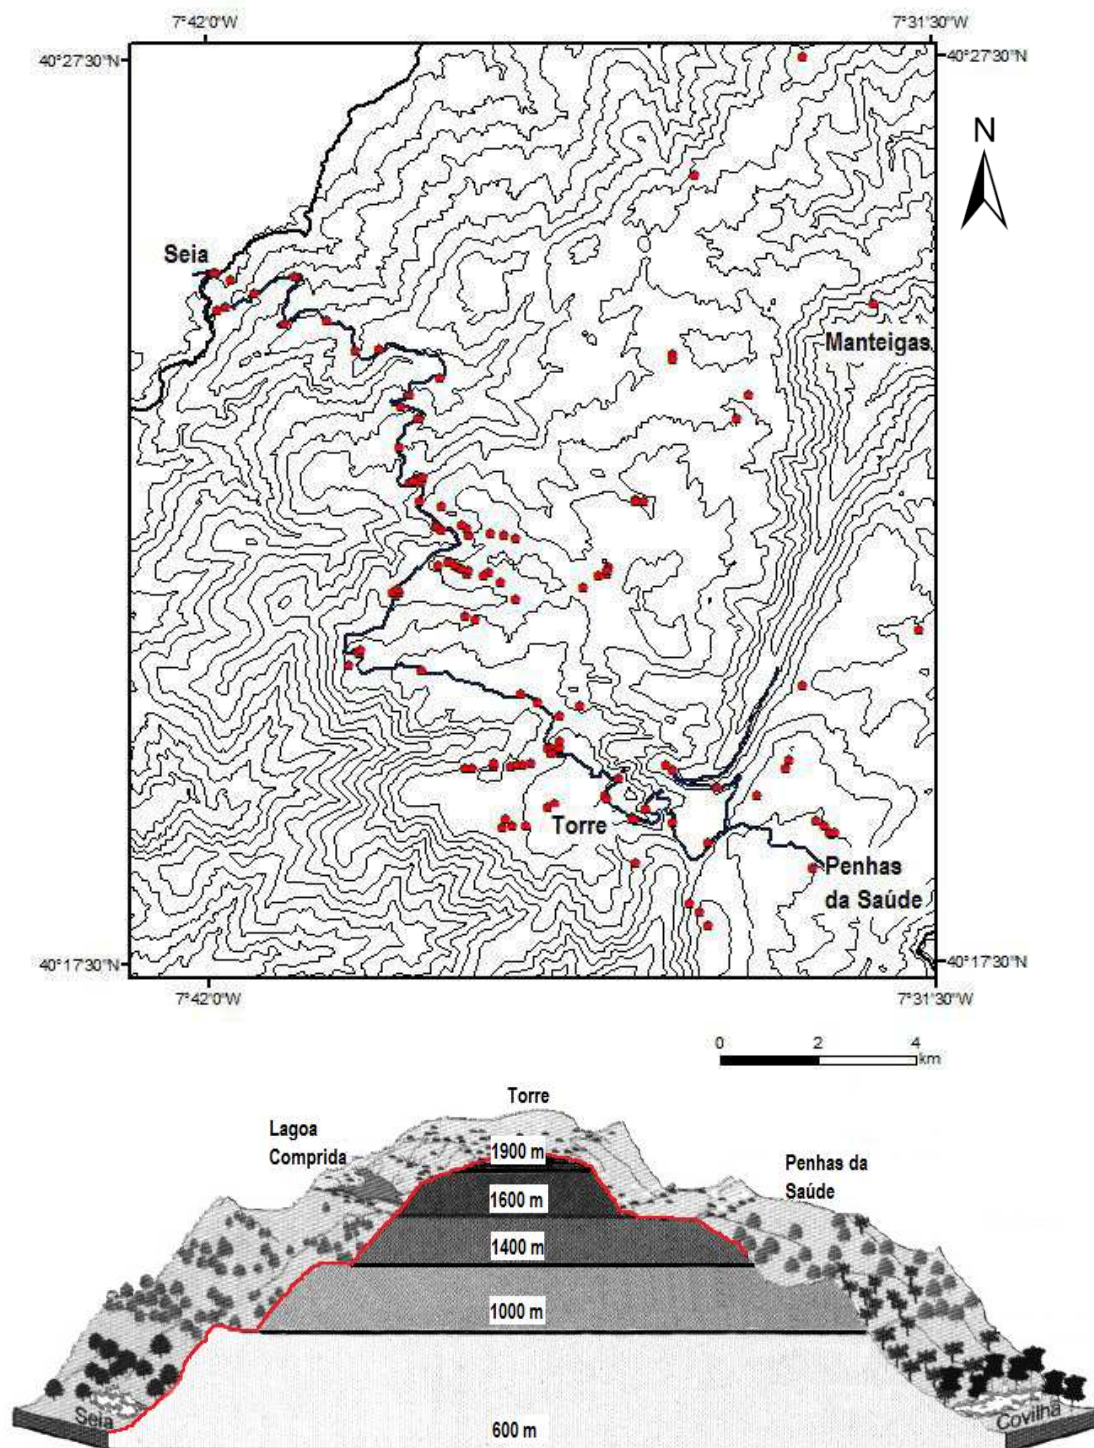 7°42'0"W
7°31'30"W
40°27'30"N
40°27'30"N
N
Seia
Manteigas
Torre
Penhas
da Saúde
40°17'30"N
40°17'30"N
7°42'0"W
7°31'30"W
0 2 4
km
Torre
Lagoa
Comprida
1900 m
Penhas da
Saúde
1600 m
1400 m
1000 m
Seia
Covilhã
600 m